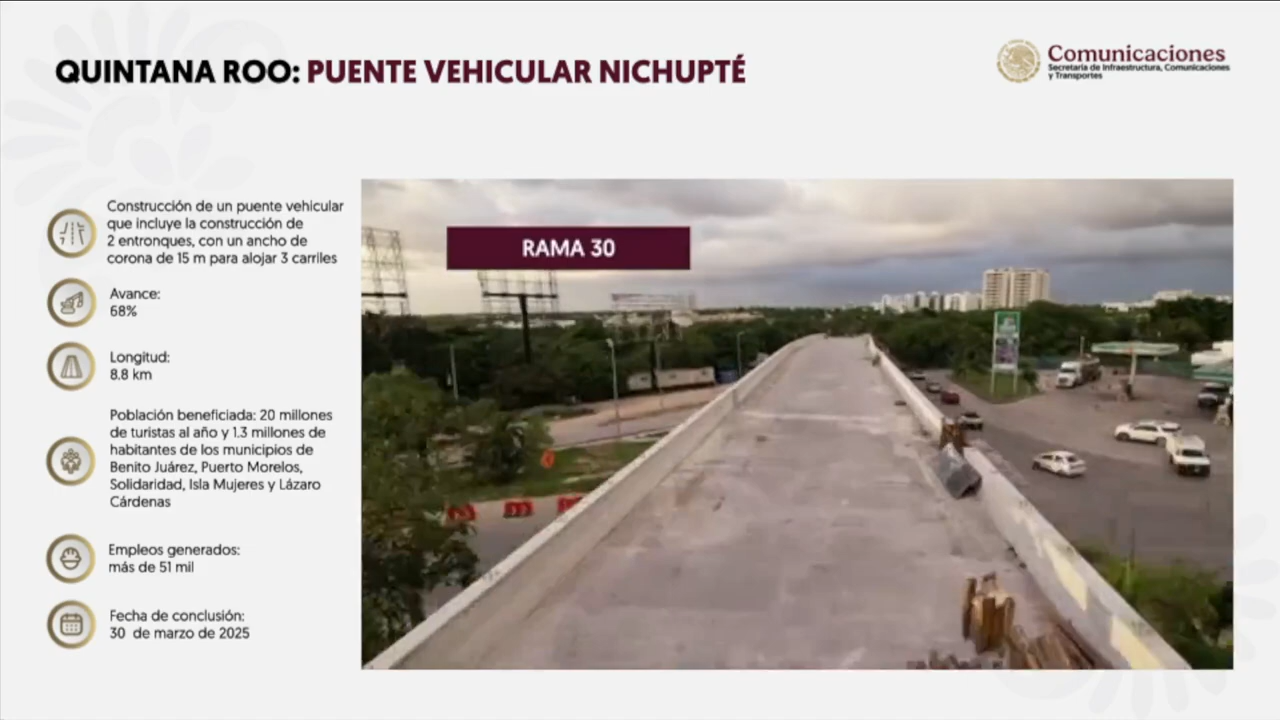 QUINTANA ROO: PUENTE VEHICULAR NICHUPTÉ
Comunicaciones
Secretaría de Infraestructura, Comunicaciones
y Transportes
Construcción de un puente vehicular
que incluye la construcción de
2 entronques, con un ancho de
corona de 15 m para alojar 3 carriles
Avance:
68%
Longitud:
8.8 km
Población beneficiada: 20 millones
de turistas al año y 1.3 millones de
habitantes de los municipios de
Benito Juárez, Puerto Morelos,
Solidaridad, Isla Mujeres y Lázaro
Cárdenas
Empleos generados:
más de 51 mil
Fecha de conclusión:
30 de marzo de 2025
RAMA 30